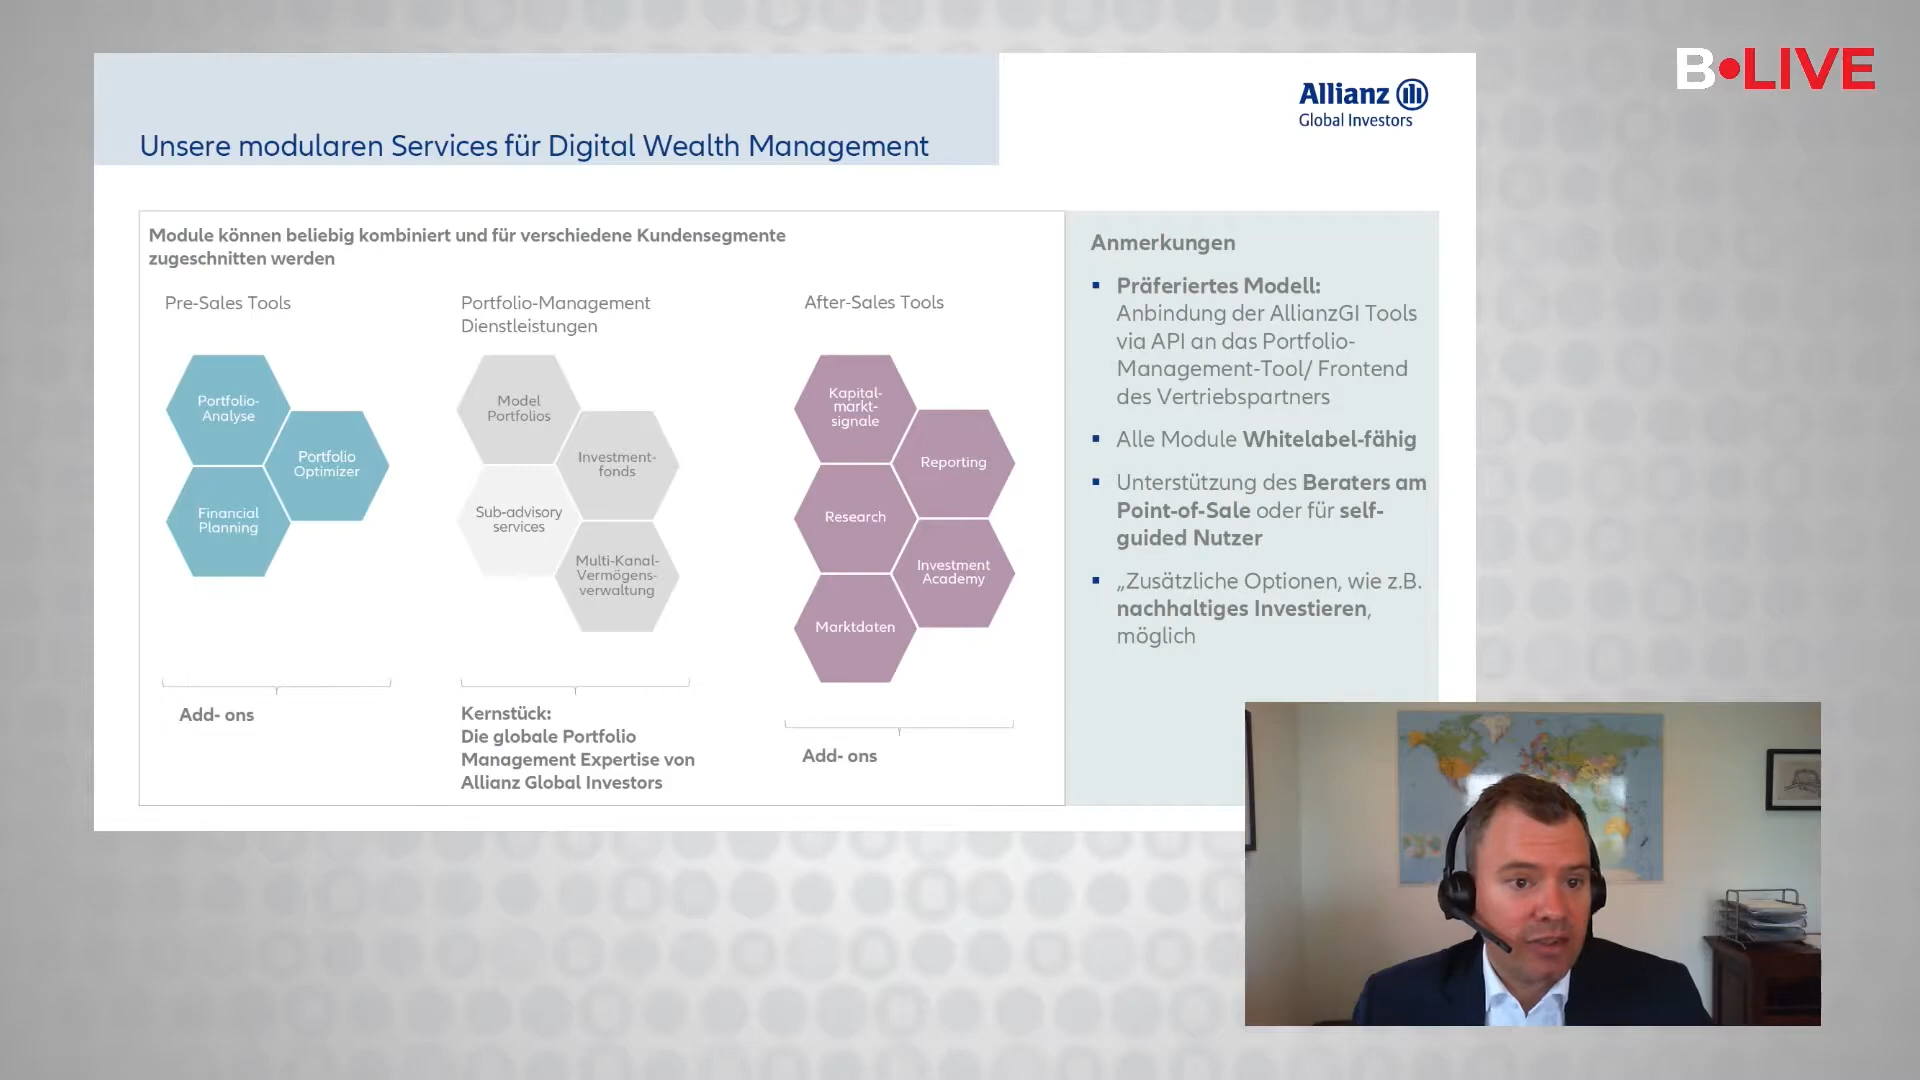 B•LIVE
Allianz
Global Investors
Unsere modularen Services für Digital Wealth Management
Module können beliebig kombiniert und für verschiedene Kundensegmente
zugeschnitten werden
Pre-Sales Tools
Portfolio-
Analyse
Portfolio
Optimizer
Financial
Planning
Add- ons
Portfolio-Management
Dienstleistungen
Model
Portfolios
Investment-
fonds
Sub-advisory
services
Multi-Kanal-
Vermögens-
verwaltung
Kernstück:
Die globale Portfolio
Management Expertise von
Allianz Global Investors
After-Sales Tools
Kapital-
markt-
signale
Reporting
Research
Investment
Academy
Marktdaten
Add- ons
Anmerkungen
▪ Präferiertes Modell:
Anbindung der AllianzGI Tools
via API an das Portfolio-
Management-Tool/ Frontend
des Vertriebspartners
▪ Alle Module Whitelabel-fähig
▪ Unterstützung des Beraters am
Point-of-Sale oder für self-
guided Nutzer
▪ „Zusätzliche Optionen, wie z.B.
nachhaltiges Investieren,
möglich